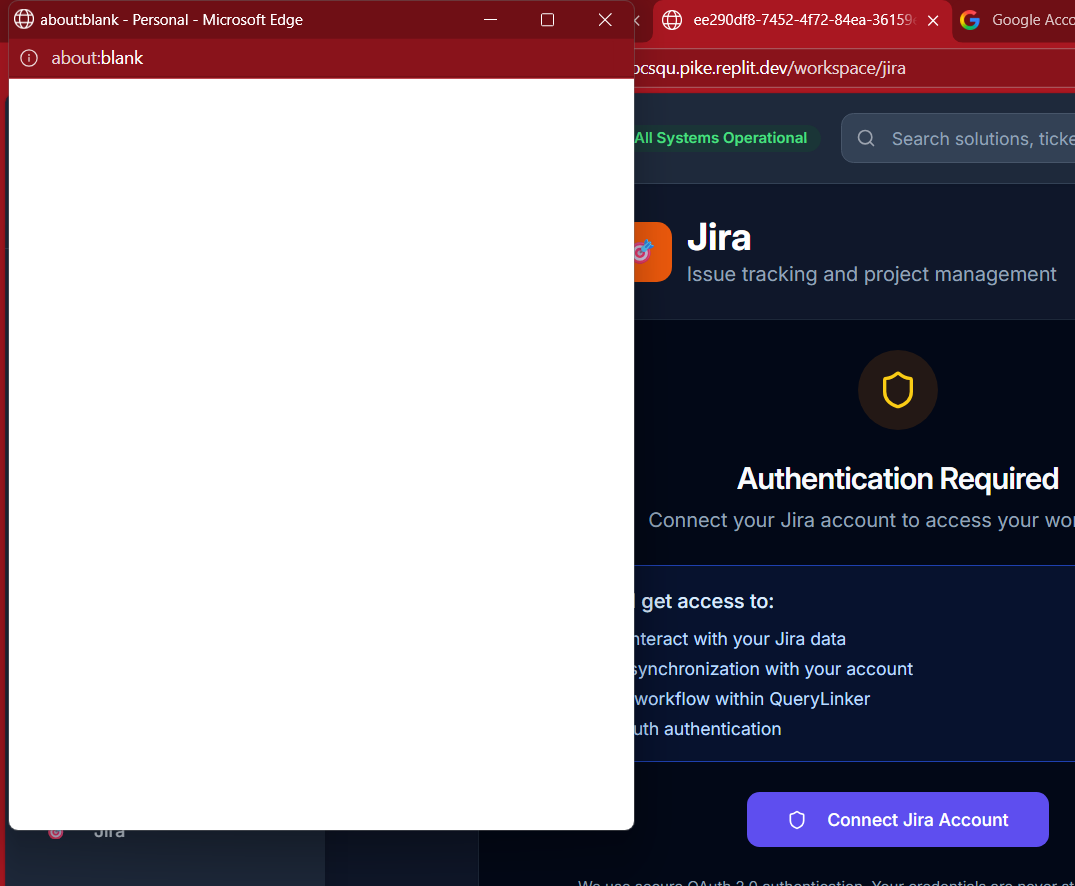 about:blank - Personal - Microsoft Edge
about:blank
ee290df8-7452-4f72-84ea-36159
Google Acco
ocsqu.pike.replit.dev/workspace/jira
All Systems Operational
Search solutions, ticke
Jira
Issue tracking and project management
Authentication Required
Connect your Jira account to access your wor
get access to:
nteract with your Jira data
synchronization with your account
workflow within QueryLinker
uth authentication
Connect Jira Account
Jira
We use secure OAuth 2.0 authentication. Your credentials are never st